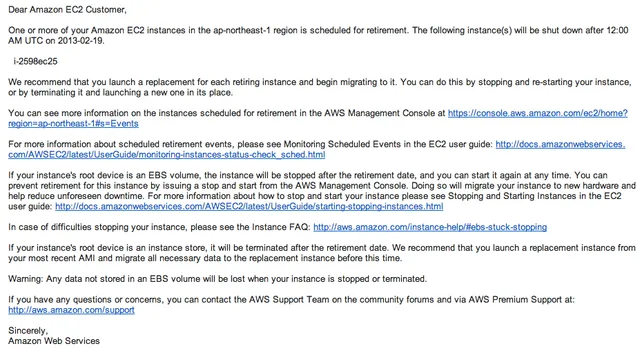 Dear Amazon EC2 Customer,
One or more of your Amazon EC2 instances in the ap-northeast-1 region is scheduled for retirement. The following instance(s) will be shut down after 12:00
AM UTC on 2013-02-19.
i-2598ec25
We recommend that you launch a replacement for each retiring instance and begin migrating to it. You can do this by stopping and re-starting your instance,
or by terminating it and launching a new one in its place.
You can see more information on the instances scheduled for retirement in the AWS Management Console at https://console.aws.amazon.com/ec2/home?
region=ap-northeast-1#s=Events
For more information about scheduled retirement events, please see Monitoring Scheduled Events in the EC2 user guide: http://docs.amazonwebservices.
com/AWSEC2/latest/UserGuide/monitoring-instances-status-check_sched.html
If your instance's root device is an EBS volume, the instance will be stopped after the retirement date, and you can start it again at any time. You can
prevent retirement for this instance by issuing a stop and start from the AWS Management Console. Doing so will migrate your instance to new hardware and
help reduce unforeseen downtime. For more information about how to stop and start your instance please see Stopping and Starting Instances in the EC2
user guide: http://docs.amazonwebservices.com/AWSEC2/latest/UserGuide/starting-stopping-instances.html
In case of difficulties stopping your instance, please see the Instance FAQ: http://aws.amazon.com/instance-help/#ebs-stuck-stopping
If your instance's root device is an instance store, it will be terminated after the retirement date. We recommend that you launch a replacement instance from
your most recent AMI and migrate all necessary data to the replacement instance before this time.
Warning: Any data not stored in an EBS volume will be lost when your instance is stopped or terminated.
If you have any questions or concerns, you can contact the AWS Support Team on the community forums and via AWS Premium Support at:
http://aws.amazon.com/support
Sincerely,
Amazon Web Services